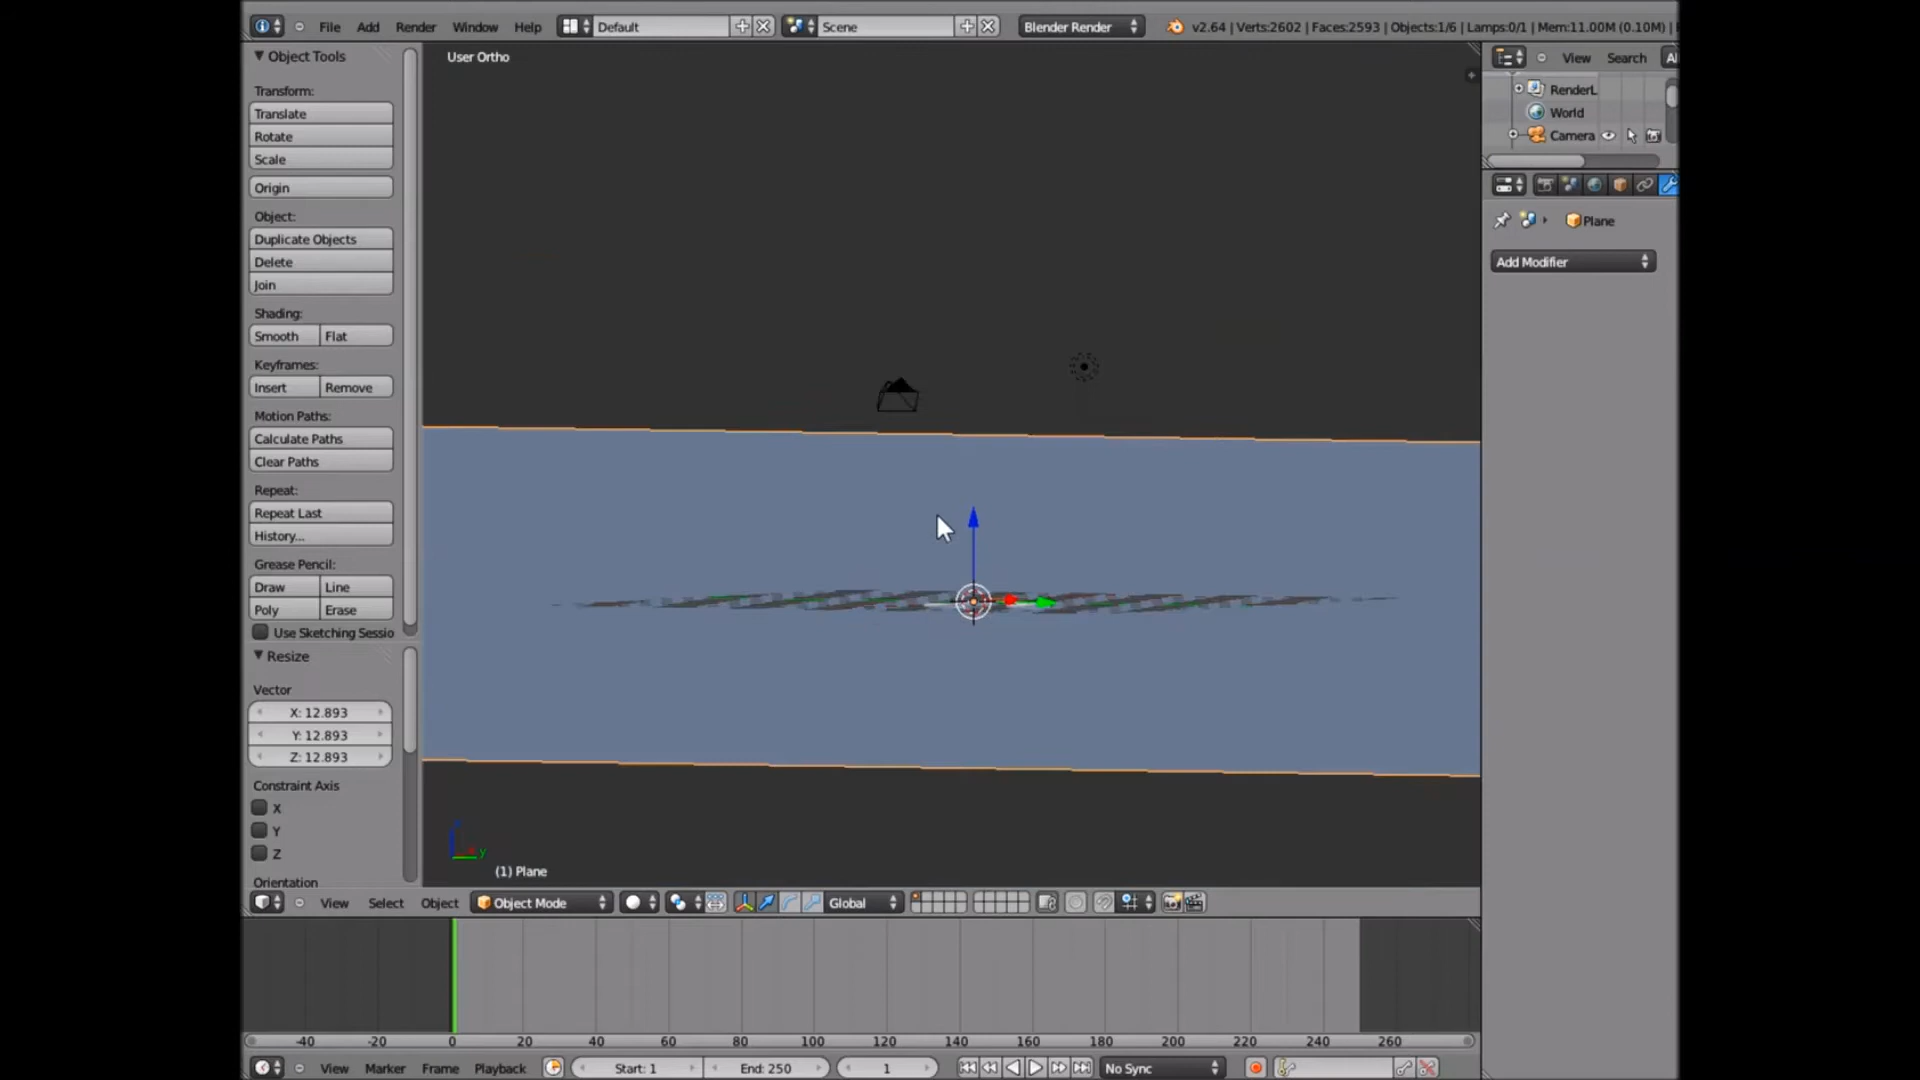 File Add Render Window Help Default Scene Blender Render v2.64 | Verts:2602 | Faces:2593 | Objects:1/6 | Lamps:0/1 | Mem:11.00M (0.10M)
Object Tools
Transform:
Translate
Rotate
Scale
Origin
Object:
Duplicate Objects
Delete
Join
Shading:
Smooth Flat
Keyframes:
Insert Remove
Motion Paths:
Calculate Paths
Clear Paths
Repeat:
Repeat Last
History...
Grease Pencil:
Draw Line
Poly Erase
Use Sketching Sessio
Resize
Vector
X: 12.893
Y: 12.893
Z: 12.893
Constraint Axis
X
Y
Z
Orientation
User Ortho
y
(1) Plane
View Search Al
RenderL
World
Camera
Plane
Add Modifier
View Select Object Object Mode Global
-40 -20 0 20 40 60 80 100 120 140 160 180 200 220 240 260
View Marker Frame Playback Start: 1 End: 250 1 No Sync